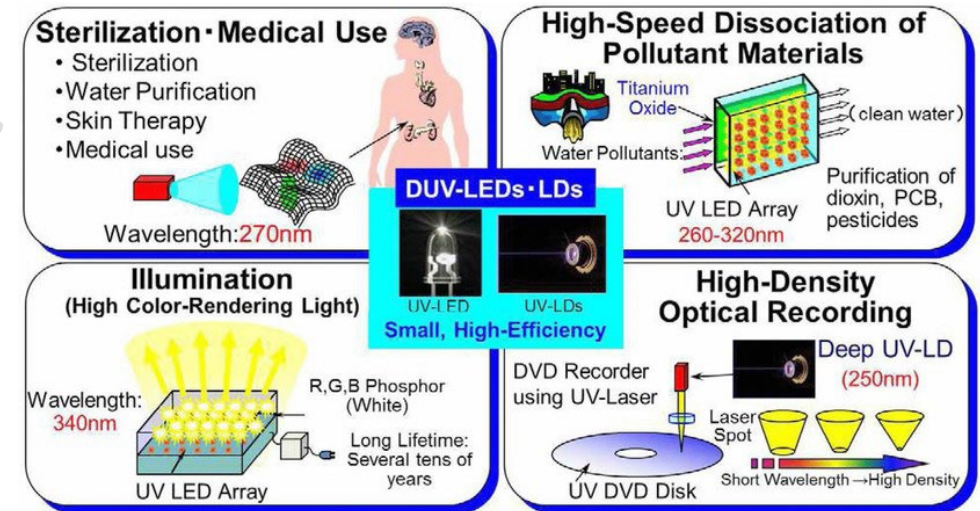 Sterilization・Medical Use
• Sterilization
•Water Purification
•Skin Therapy
•Medical use
Wavelength:270nm
High-Speed Dissociation
of Pollutant Materials
Titanium
Oxide
Water Pollutants:
(clean water)
UV LED Array
260-320nm
Purification of
dioxin, PCB,
pesticides
DUV-LEDs・LDs
UV-LED
UV-LDs
Small, High-Efficiency
Illumination
(High Color-Rendering Light)
Wavelength:
340nm
R,G,B Phosphor
(White)
Long Lifetime:
Several tens of
years
UV LED Array
High-Density
Optical Recording
DVD Recorder
using UV-Laser
Deep UV-LD
(250nm)
Laser
Spot
UV DVD Disk
Short Wavelength →High Density